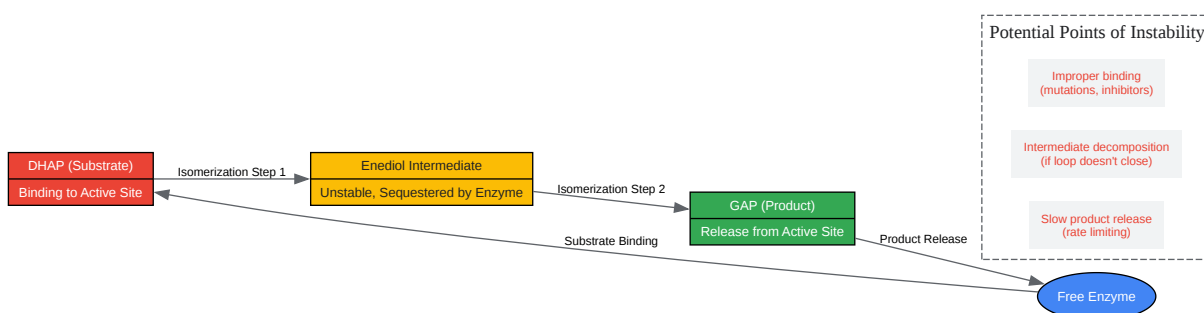 Potential Points of Instability
Improper binding
(mutations, inhibitors)
Intermediate decomposition
(if loop doesn't close)
Slow product release
(rate limiting)
DHAP (Substrate)
Binding to Active Site
Isomerization Step 1
Enediol Intermediate
Unstable, Sequestered by Enzyme
Isomerization Step 2
GAP (Product)
Release from Active Site
Substrate Binding
Product Release
Free Enzyme